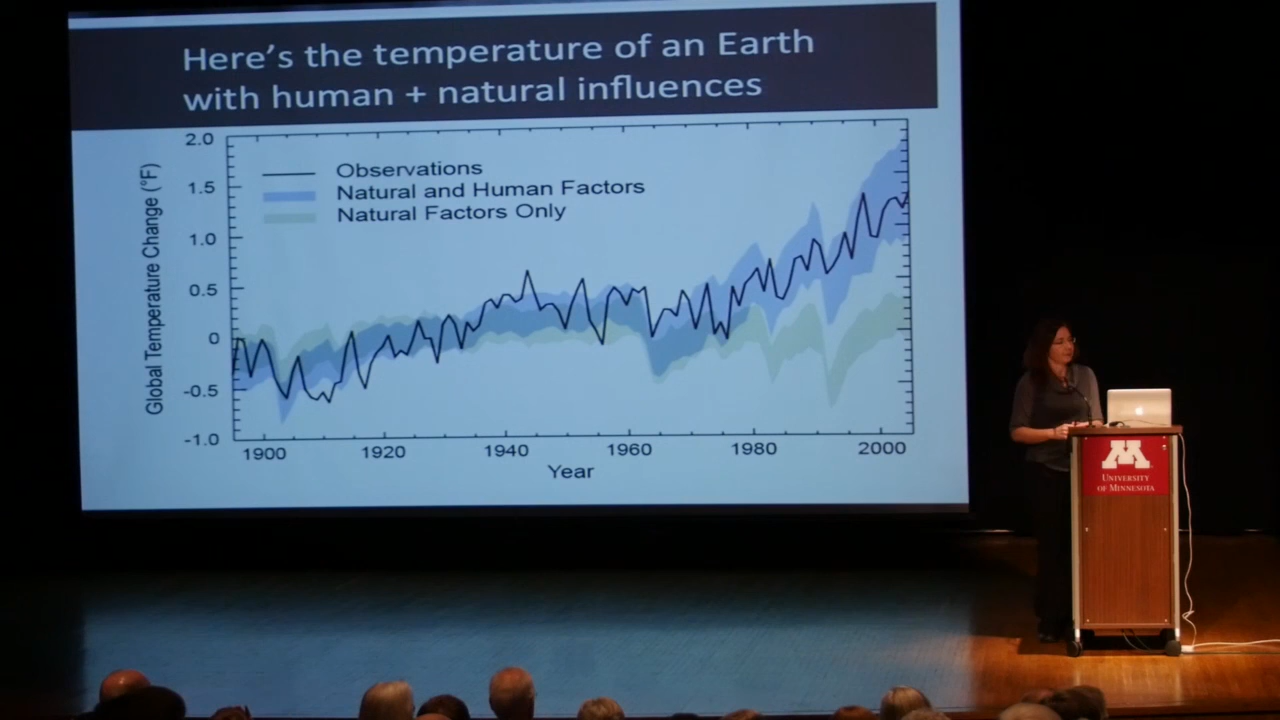 Here's the temperature of an Earth
with human + natural influences
Global Temperature Change (°F)
2.0
1.5
1.0
0.5
0
-0.5
-1.0
Observations
Natural and Human Factors
Natural Factors Only
1900 1920 1940 1960 1980 2000
Year
M
UNIVERSITY
OF MINNESOTA